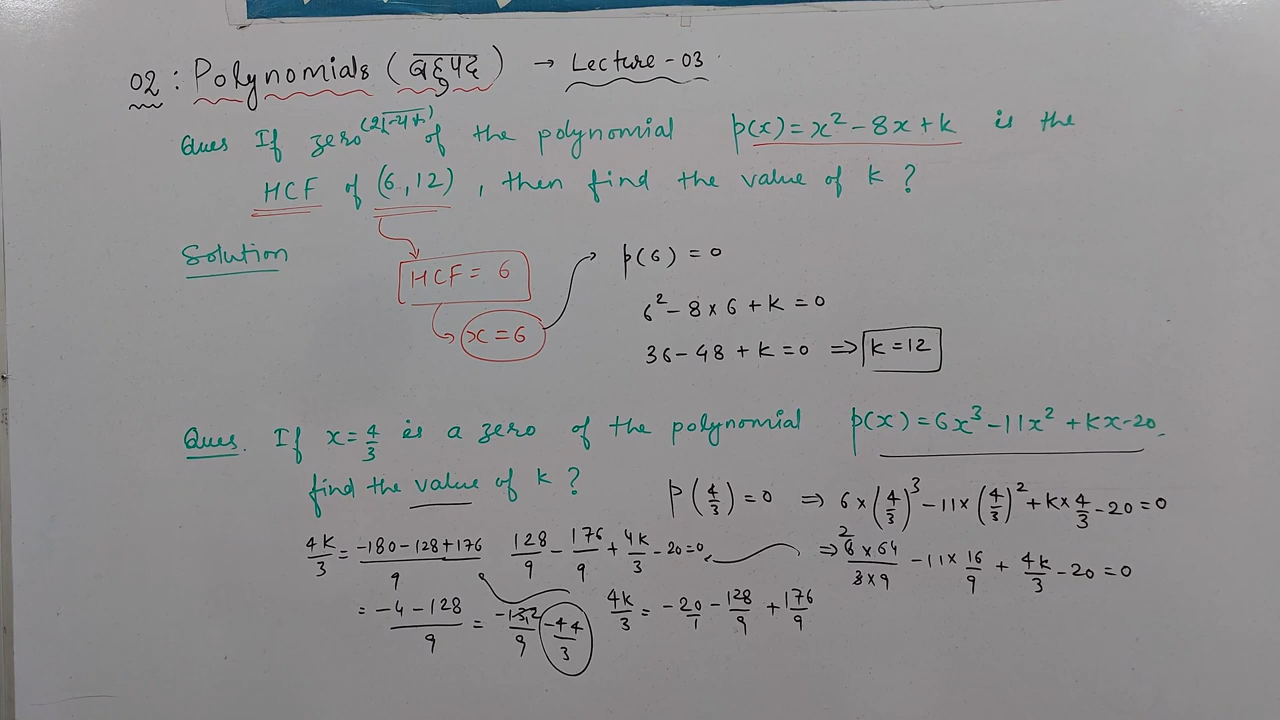 02 : Polynomials (बहुपद) → Lecture-03
Ques If zero (शून्यक) of the polynomial p(x) = x² - 8x + k is the
HCF of (6,12), then find the value of k ?
Solution
HCF = 6
x = 6
p(6) = 0
6² - 8 × 6 + k = 0
36 - 48 + k = 0 ⇒ k = 12
Ques. If x = 4/3 is a zero of the polynomial p(x) = 6x³ - 11x² + kx - 20.
find the value of k ?
p(4/3) = 0 ⇒ 6 × (4/3)³ - 11 × (4/3)² + k × 4/3 - 20 = 0
⇒ 2 6 × 64 / 3 × 9 - 11 × 16/9 + 4k/3 - 20 = 0
128/9 - 176/9 + 4k/3 - 20 = 0
4k/3 = -20/1 - 128/9 + 176/9
4k/3 = -180 - 128 + 176 / 9
= -4 - 128 / 9 = -132/9 -44/3